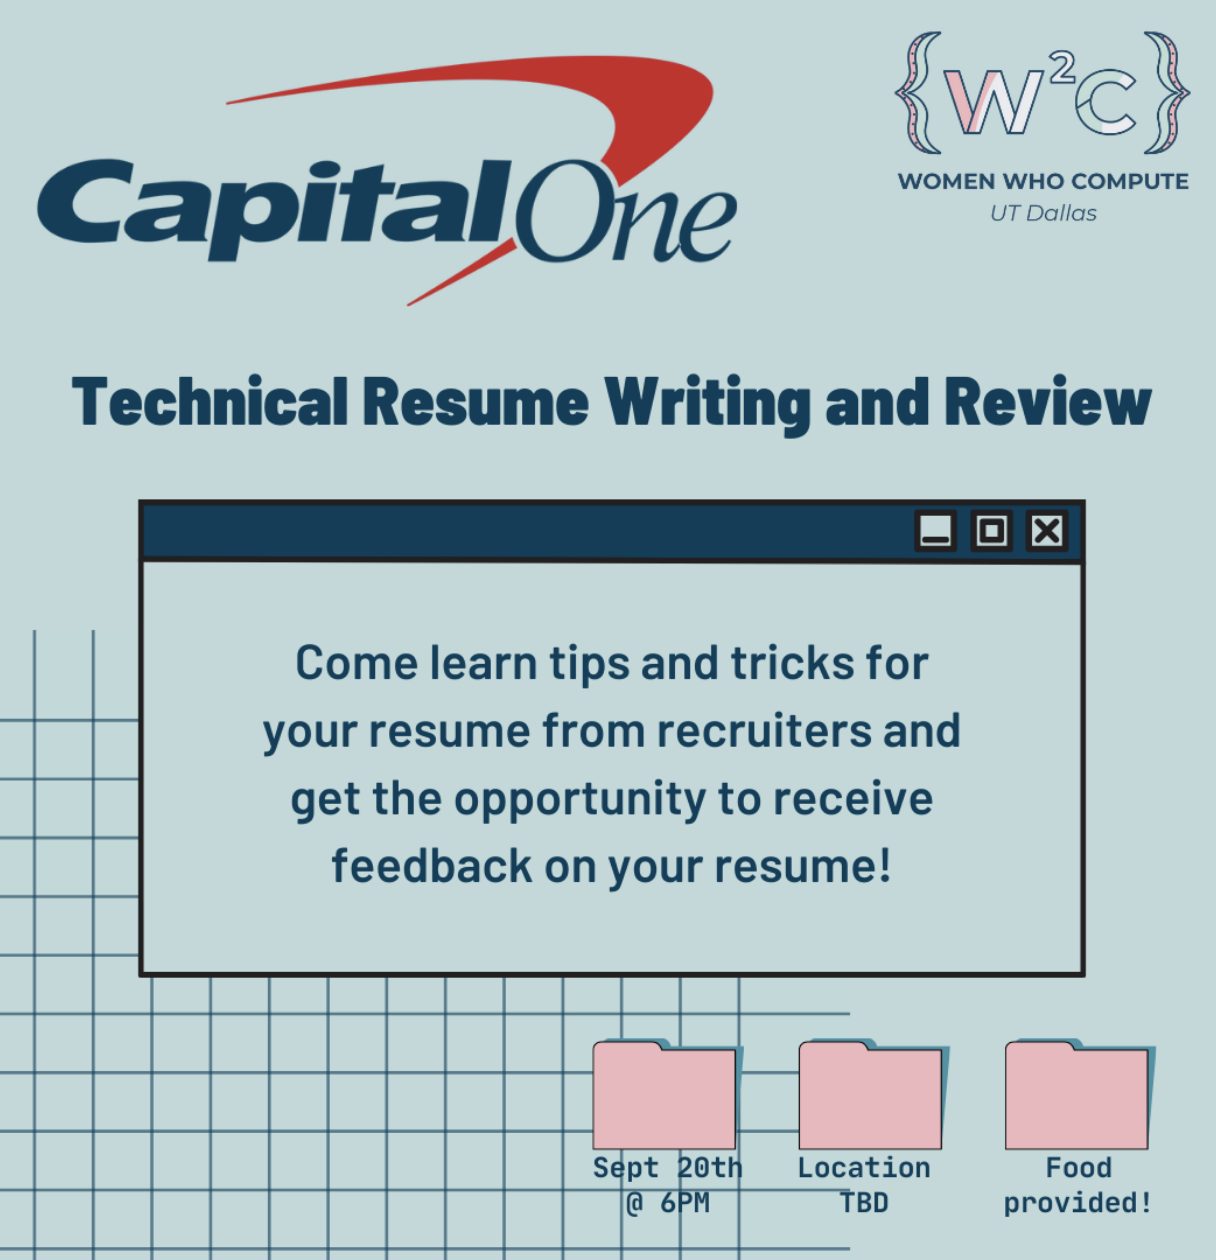 CapitalOne
W²C
WOMEN WHO COMPUTE
UT Dallas
Technical Resume Writing and Review
Come learn tips and tricks for
your resume from recruiters and
get the opportunity to receive
feedback on your resume!
Sept 20th
@ 6PM
Location
TBD
Food
provided!